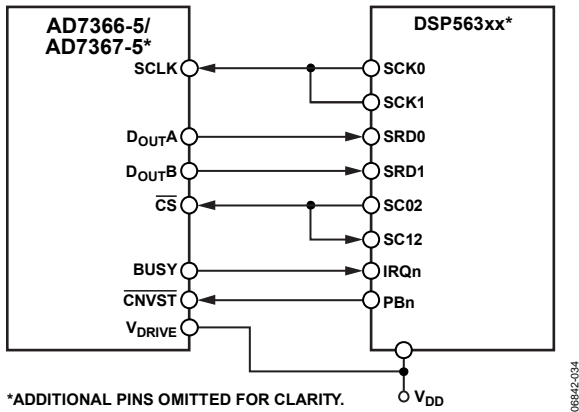 AD7366-5/
AD7367-5*
DSP563xx*
SCLK
SCK0
SCK1
DOUTA
SRD0
DOUTB
SRD1
CS
SC02
SC12
BUSY
IRQn
CNVST
PBn
VDRIVE
*ADDITIONAL PINS OMITTED FOR CLARITY.
VDD
06842-034